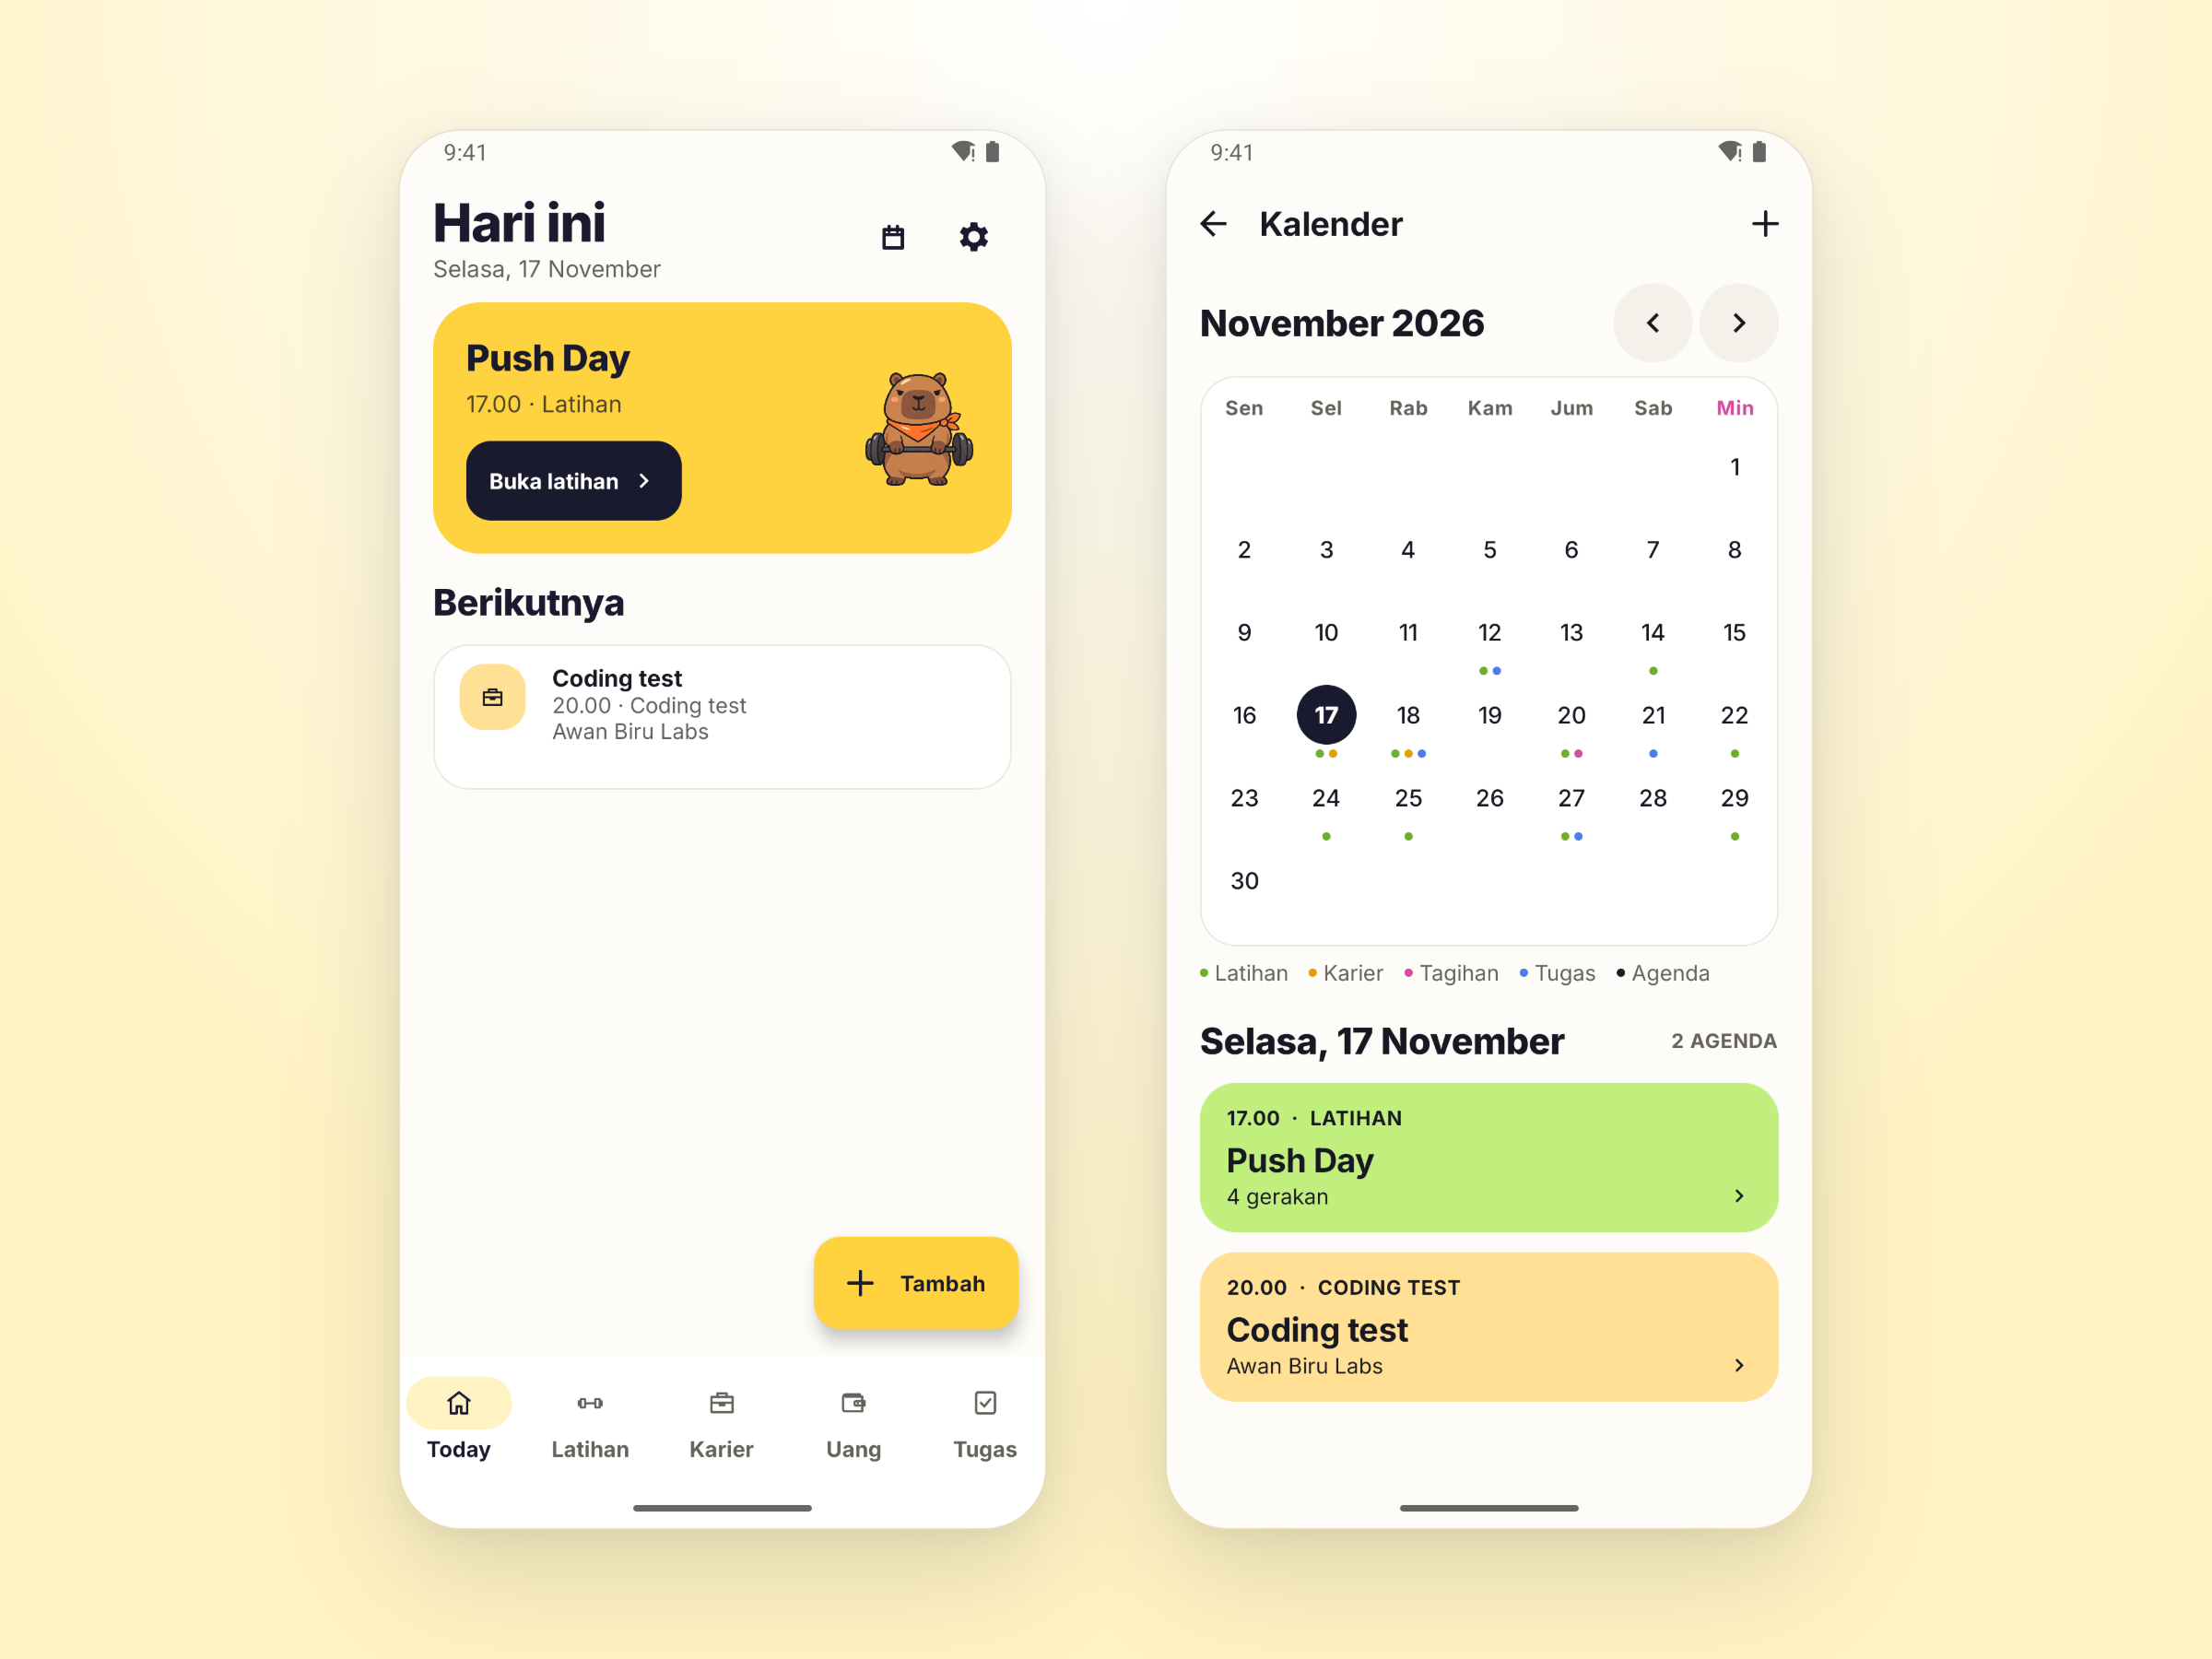 9:41
Hari ini
Selasa, 17 November
Push Day
17.00 · Latihan
Buka latihan
Berikutnya
Coding test
20.00 · Coding test
Awan Biru Labs
Tambah
Today Latihan Karier Uang Tugas
9:41
Kalender
November 2026
Sen Sel Rab Kam Jum Sab Min
1
2 3 4 5 6 7 8
9 10 11 12 13 14 15
16 17 18 19 20 21 22
23 24 25 26 27 28 29
30
Latihan Karier Tagihan Tugas Agenda
Selasa, 17 November 2 AGENDA
17.00 · LATIHAN
Push Day
4 gerakan
20.00 · CODING TEST
Coding test
Awan Biru Labs